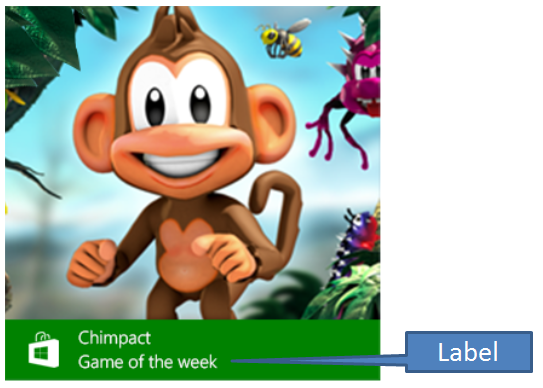 Chimpact
Game of the week
Label